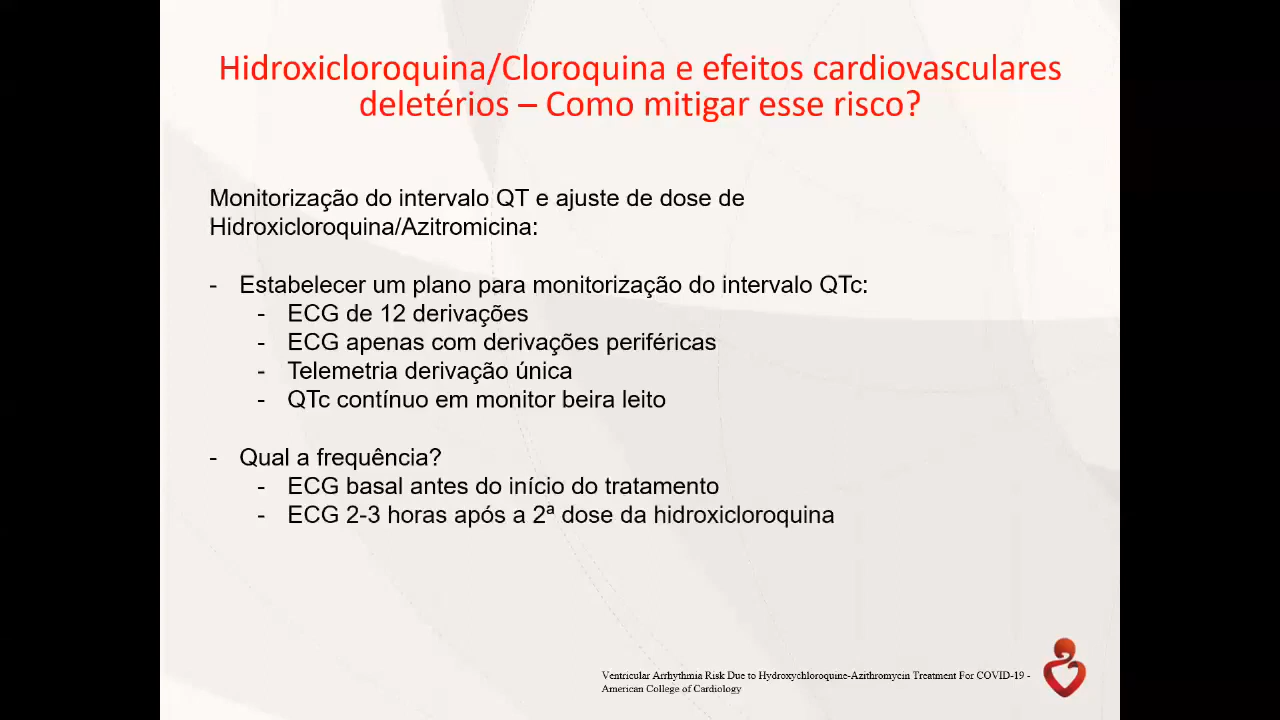 Hidroxicloroquina/Cloroquina e efeitos cardiovasculares
deletérios – Como mitigar esse risco?
Monitorização do intervalo QT e ajuste de dose de
Hidroxicloroquina/Azitromicina:
- Estabelecer um plano para monitorização do intervalo QTc:
- ECG de 12 derivações
- ECG apenas com derivações periféricas
- Telemetria derivação única
- QTc contínuo em monitor beira leito
- Qual a frequência?
- ECG basal antes do início do tratamento
- ECG 2-3 horas após a 2ª dose da hidroxicloroquina
Ventricular Arrhythmia Risk Due to Hydroxychloroquine-Azithromycin Treatment For COVID-19 -
American College of Cardiology